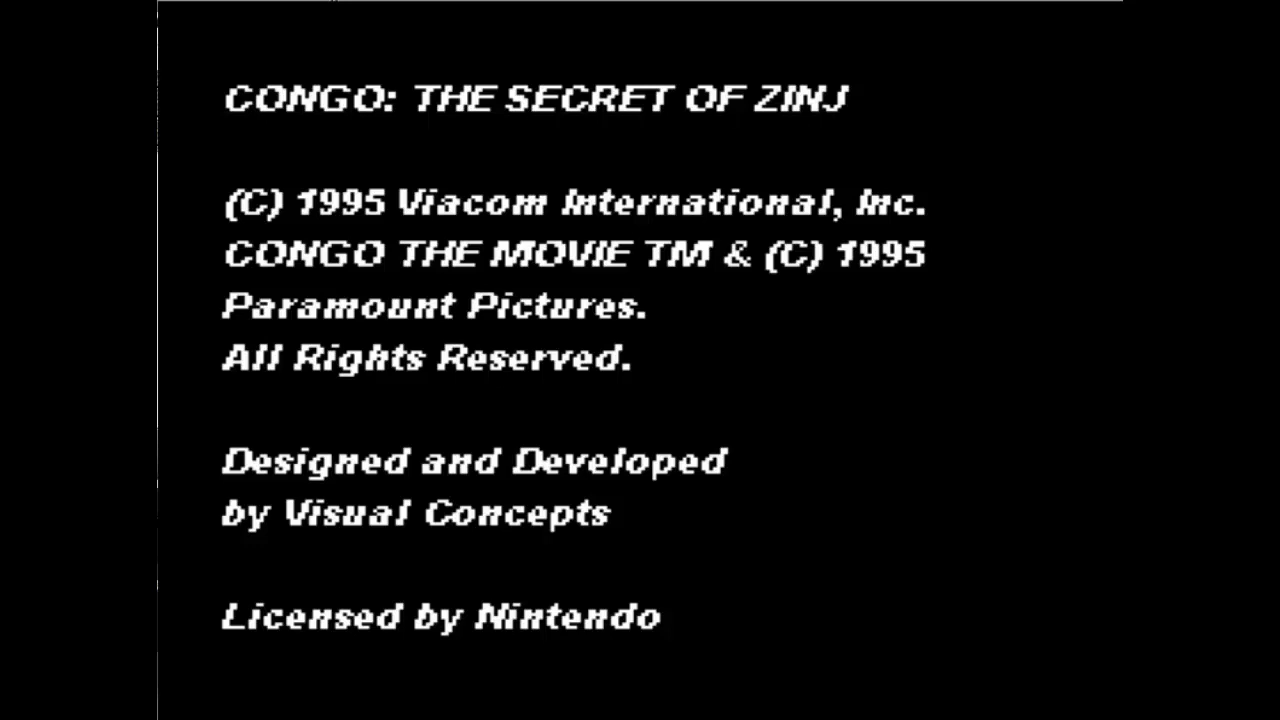 CONGO: THE SECRET OF ZINJ
(C) 1995 Viacom International, Inc.
CONGO THE MOVIE TM & (C) 1995
Paramount Pictures.
All Rights Reserved.
Designed and Developed
by Visual Concepts
Licensed by Nintendo